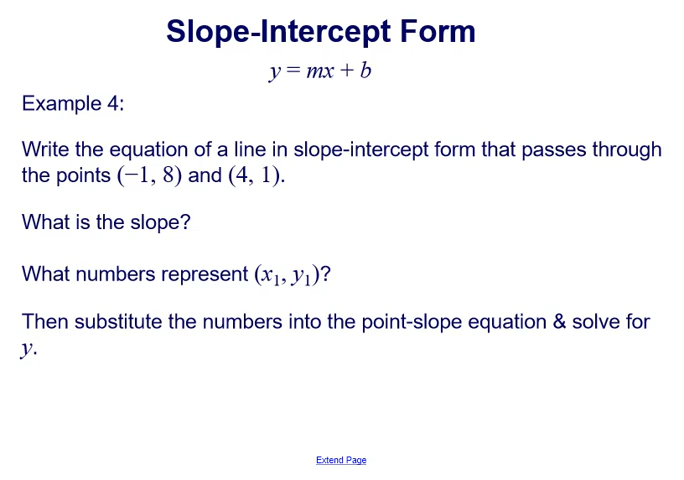 Slope-Intercept Form
y = mx + b
Example 4:
Write the equation of a line in slope-intercept form that passes through
the points (−1, 8) and (4, 1).
What is the slope?
What numbers represent (x₁, y₁)?
Then substitute the numbers into the point-slope equation & solve for
y.
Extend Page